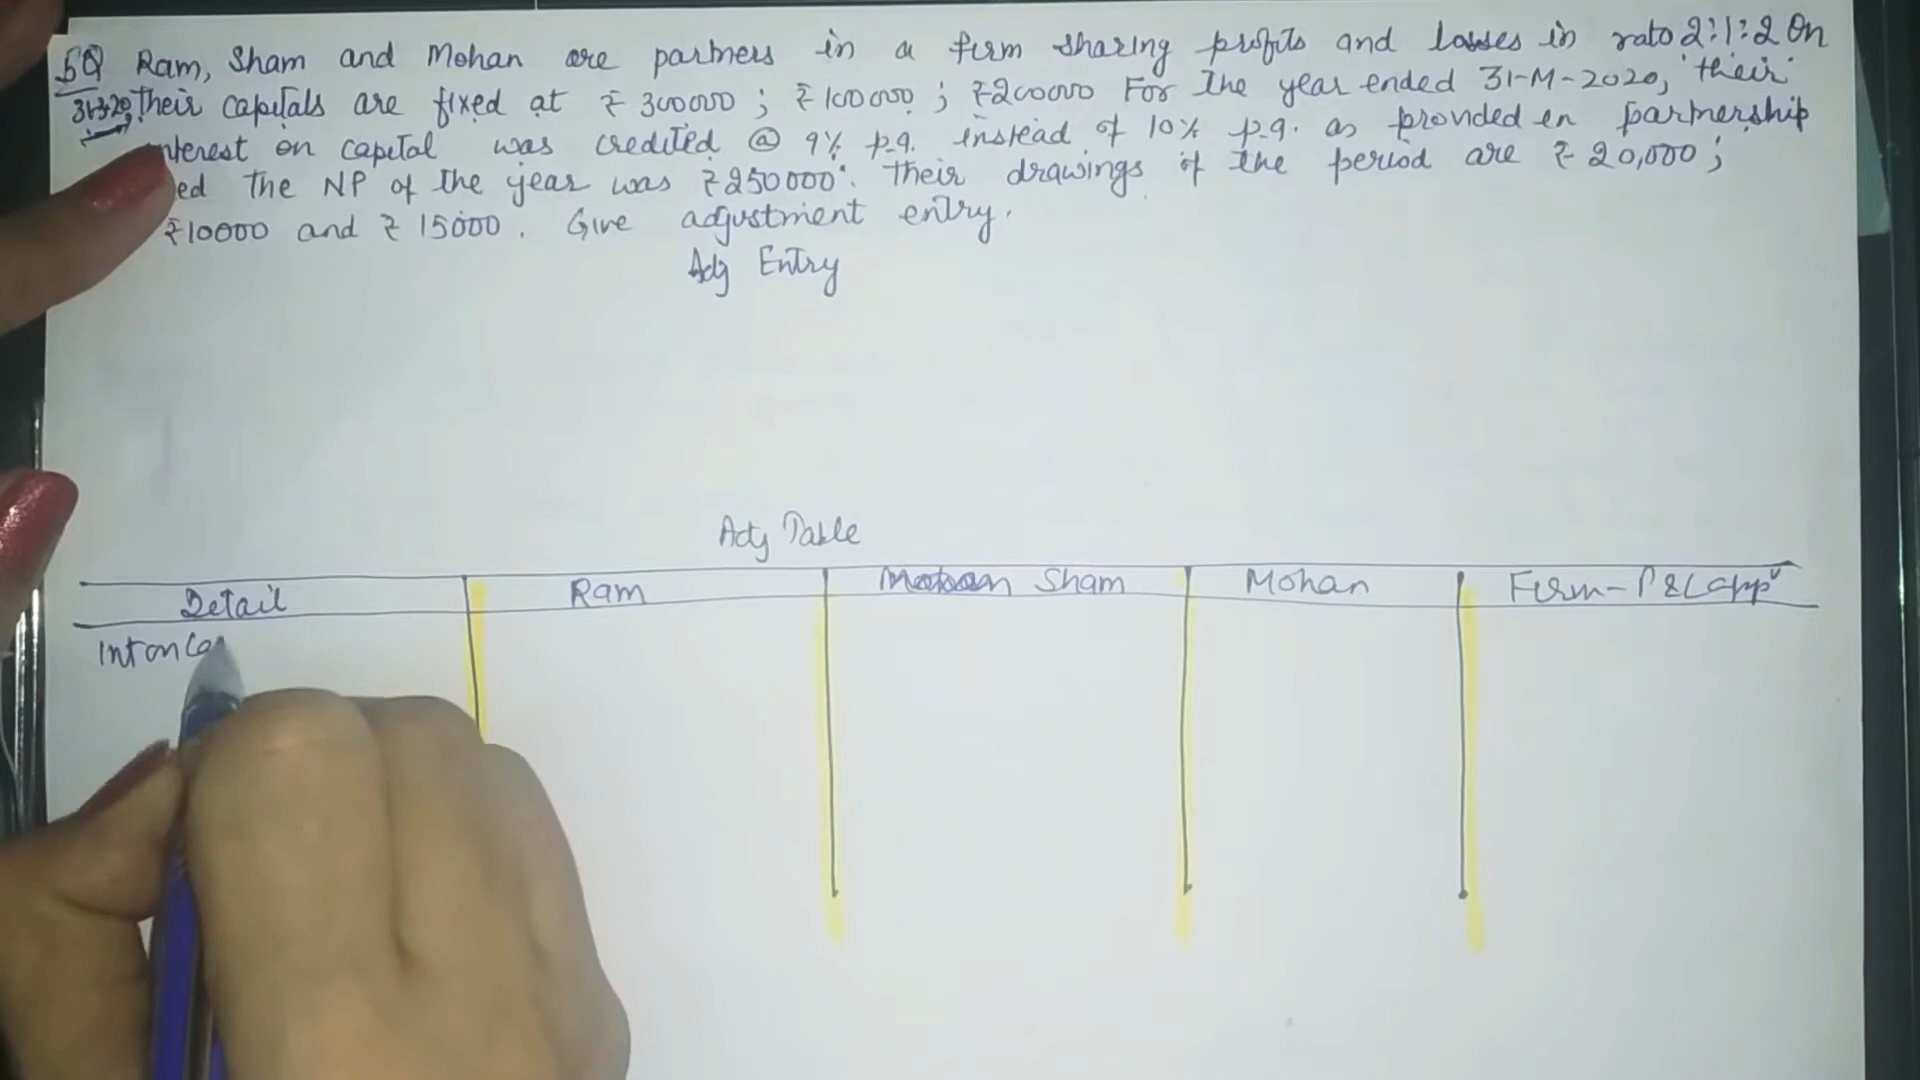 5Q Ram, Sham and Mohan are partners in a firm sharing profits and losses in rato 2:1:2 On
31-3-20, Their capitals are fixed at ₹ 300000 ; ₹ 100000 ; ₹200000 For the year ended 31-M-2020, their
nterest on capital was credited @ 9% p.a. instead of 10% p.a. as provided in partnership
ed The NP of the year was ₹250000. Their drawings of the period are ₹ 20,000 ;
₹10000 and ₹ 15000. Give adjustment entry.
Adj Entry
Adj Table
Detail Ram Sham Mohan Firm - P&L app
Int on Ca